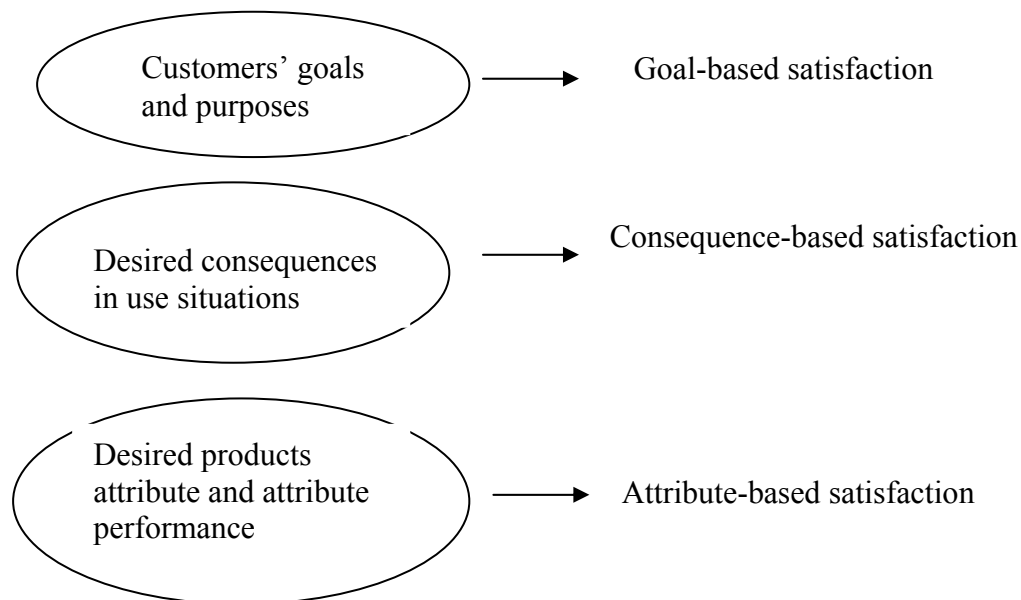 Customers’ goals
and purposes
Goal-based satisfaction
Desired consequences
in use situations
Consequence-based satisfaction
Desired products
attribute and attribute
performance
Attribute-based satisfaction